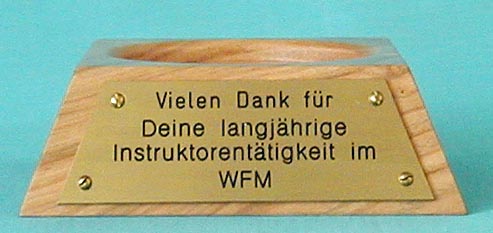 Vielen Dank für
Deine langjährige
Instruktorentätigkeit im
WFM